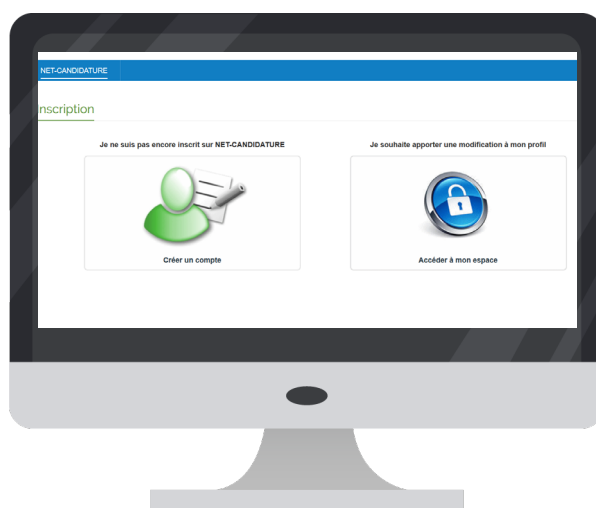 NET-CANDIDATURE
Inscription
Je ne suis pas encore inscrit sur NET-CANDIDATURE
Je souhaite apporter une modification à mon profil
Créer un compte
Accéder à mon espace